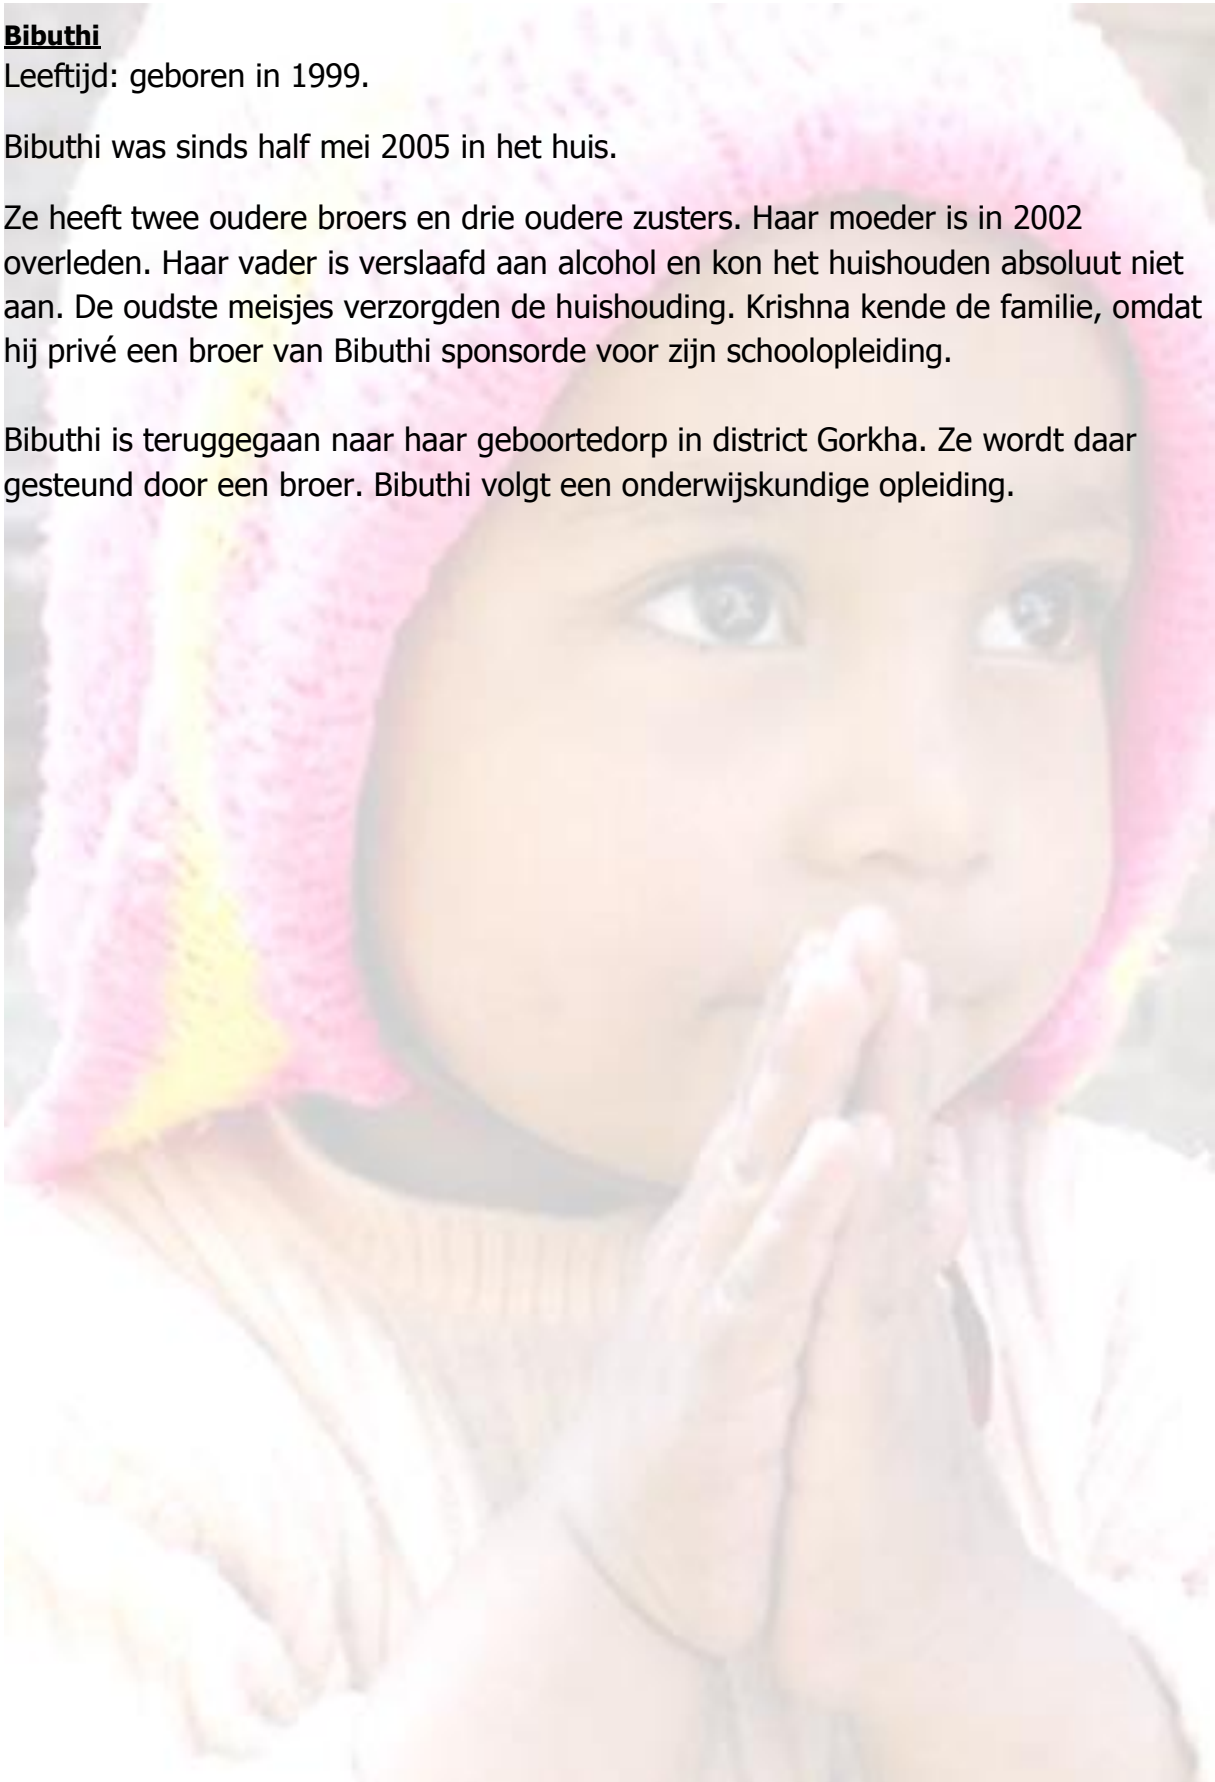 Bibuthi
Leeftijd: geboren in 1999.
Bibuthi was sinds half mei 2005 in het huis.
Ze heeft twee oudere broers en drie oudere zusters. Haar moeder is in 2002
overleden. Haar vader is verslaafd aan alcohol en kon het huishouden absoluut niet
aan. De oudste meisjes verzorgden de huishouding. Krishna kende de familie, omdat
hij privé een broer van Bibuthi sponsorde voor zijn schoolopleiding.
Bibuthi is teruggegaan naar haar geboortedorp in district Gorkha. Ze wordt daar
gesteund door een broer. Bibuthi volgt een onderwijskundige opleiding.